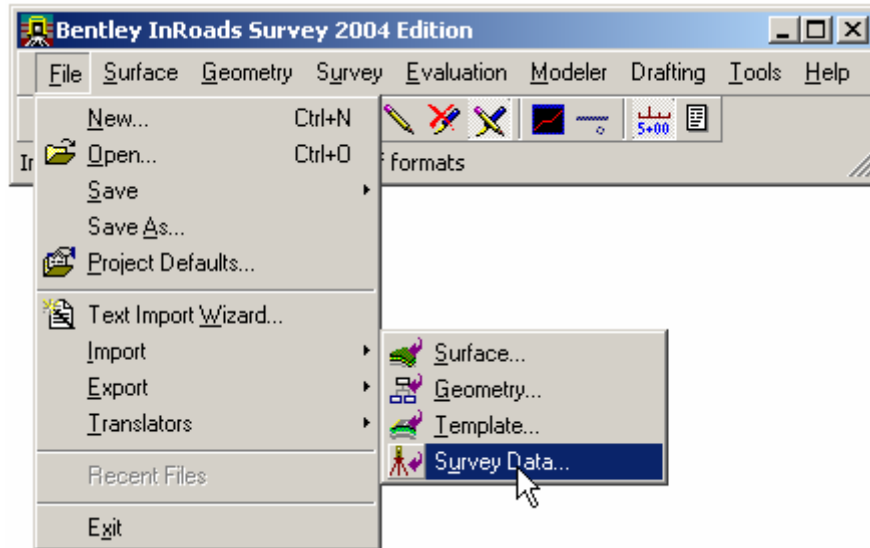 Bentley InRoads Survey 2004 Edition
File Surface Geometry Survey Evaluation Modeler Drafting Tools Help
New... Ctrl+N
5+00
Open... Ctrl+O
formats
Save
Save As...
Project Defaults...
Text Import Wizard...
Import
Surface...
Export
Geometry...
Translators
Template...
Survey Data...
Recent Files
Exit